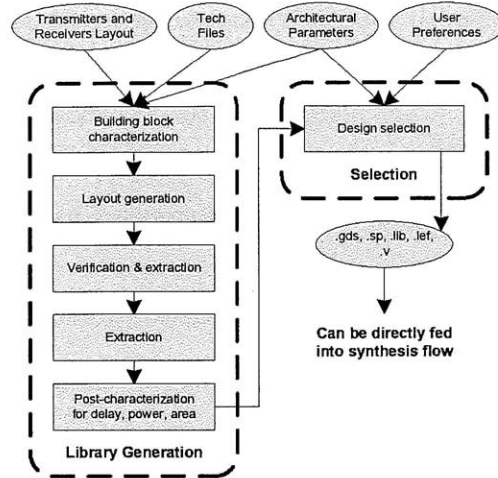 Transmitters and
Receivers Layout
Tech
Files
Architectural
Parameters
User
Preferences
Building block
characterization
Layout generation
Verification & extraction
Extraction
Post-characterization
for delay, power, area
Library Generation
Design selection
Selection
.gds, .sp, .lib, .lef,
.v
Can be directly fed
into synthesis flow